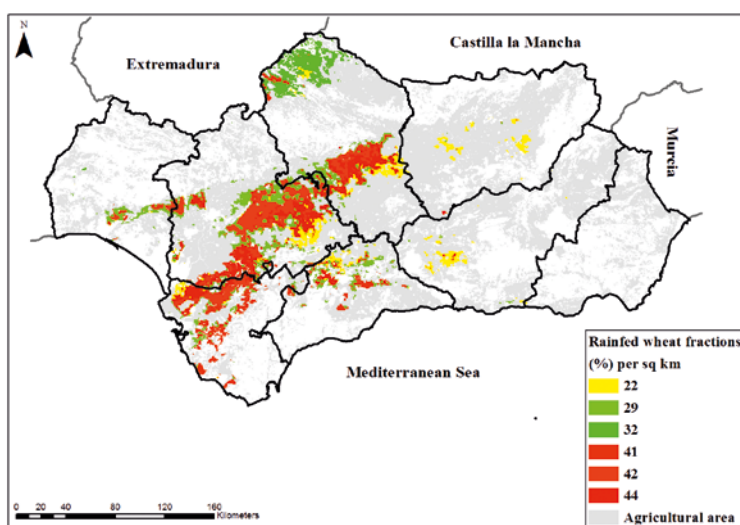 N
Extremadura
Castilla la Mancha
Murcia
Mediterranean Sea
Rainfed wheat fractions
(%) per sq km
22
29
32
41
42
44
Agricultural area
0 20 40 80 120 160
Kilometers